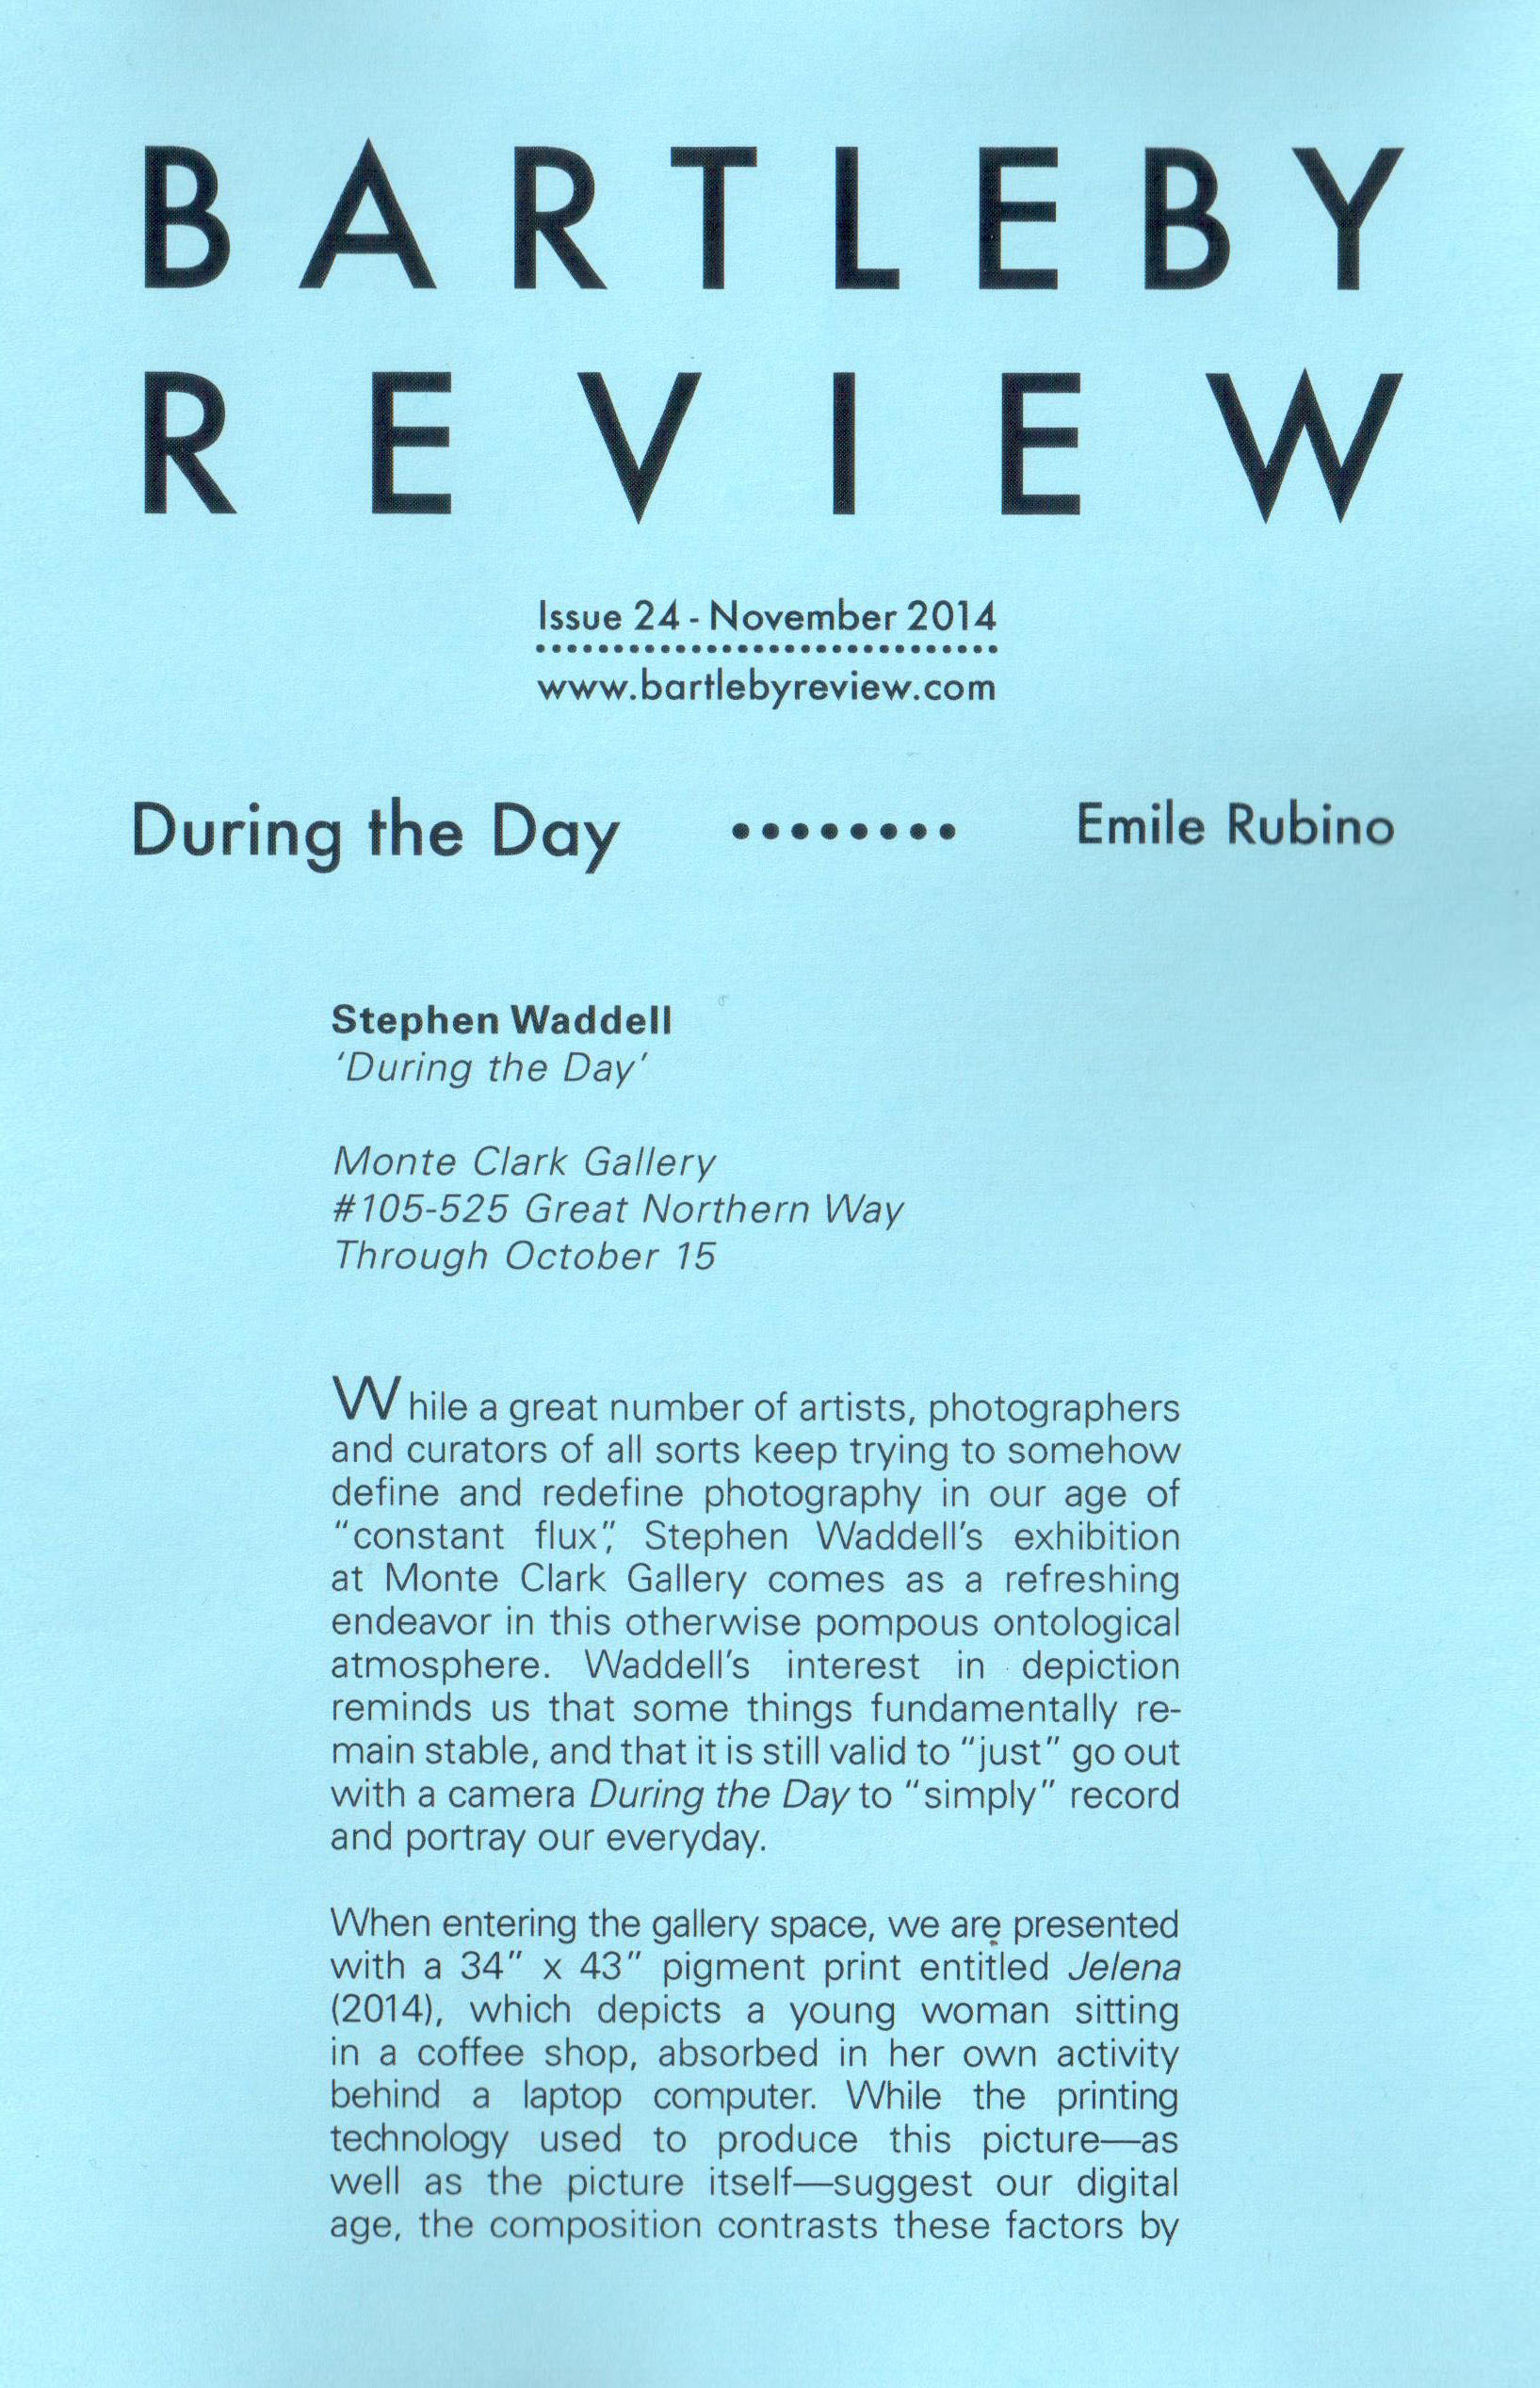 BARTLEBY
REVIEW
Issue 24 - November 2014
www.bartlebyreview.com
During the Day ........ Emile Rubino
Stephen Waddell
‘During the Day’
Monte Clark Gallery
#105-525 Great Northern Way
Through October 15
While a great number of artists, photographers
and curators of all sorts keep trying to somehow
define and redefine photography in our age of
“constant flux”, Stephen Waddell’s exhibition
at Monte Clark Gallery comes as a refreshing
endeavor in this otherwise pompous ontological
atmosphere. Waddell’s interest in depiction
reminds us that some things fundamentally re-
main stable, and that it is still valid to “just” go out
with a camera During the Day to “simply” record
and portray our everyday.
When entering the gallery space, we are presented
with a 34” x 43” pigment print entitled Jelena
(2014), which depicts a young woman sitting
in a coffee shop, absorbed in her own activity
behind a laptop computer. While the printing
technology used to produce this picture—as
well as the picture itself—suggest our digital
age, the composition contrasts these factors by